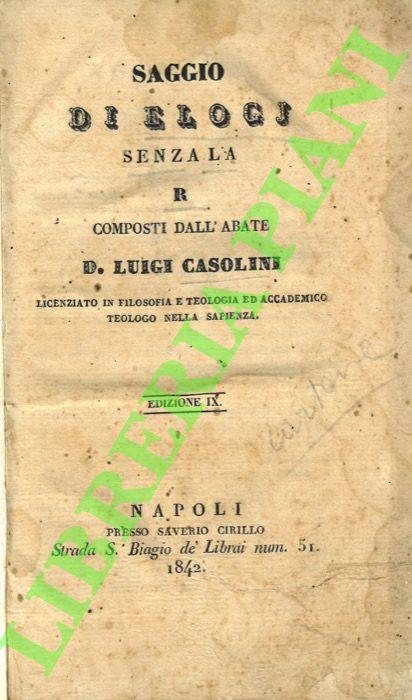 SAGGIO
DI ELOGJ
SENZA LA
R
COMPOSTI DALL'ABATE
D. LUIGI CASOLINI
LICENZIATO IN FILOSOFIA E TEOLOGIA ED ACCADEMICO
TEOLOGO NELLA SAPIENZA.
EDIZIONE IX.
NAPOLI
PRESSO SAVERIO CIRILLO
Strada S. Biagio de' Librai num. 51.
1842.
LIBRERIA PIANI